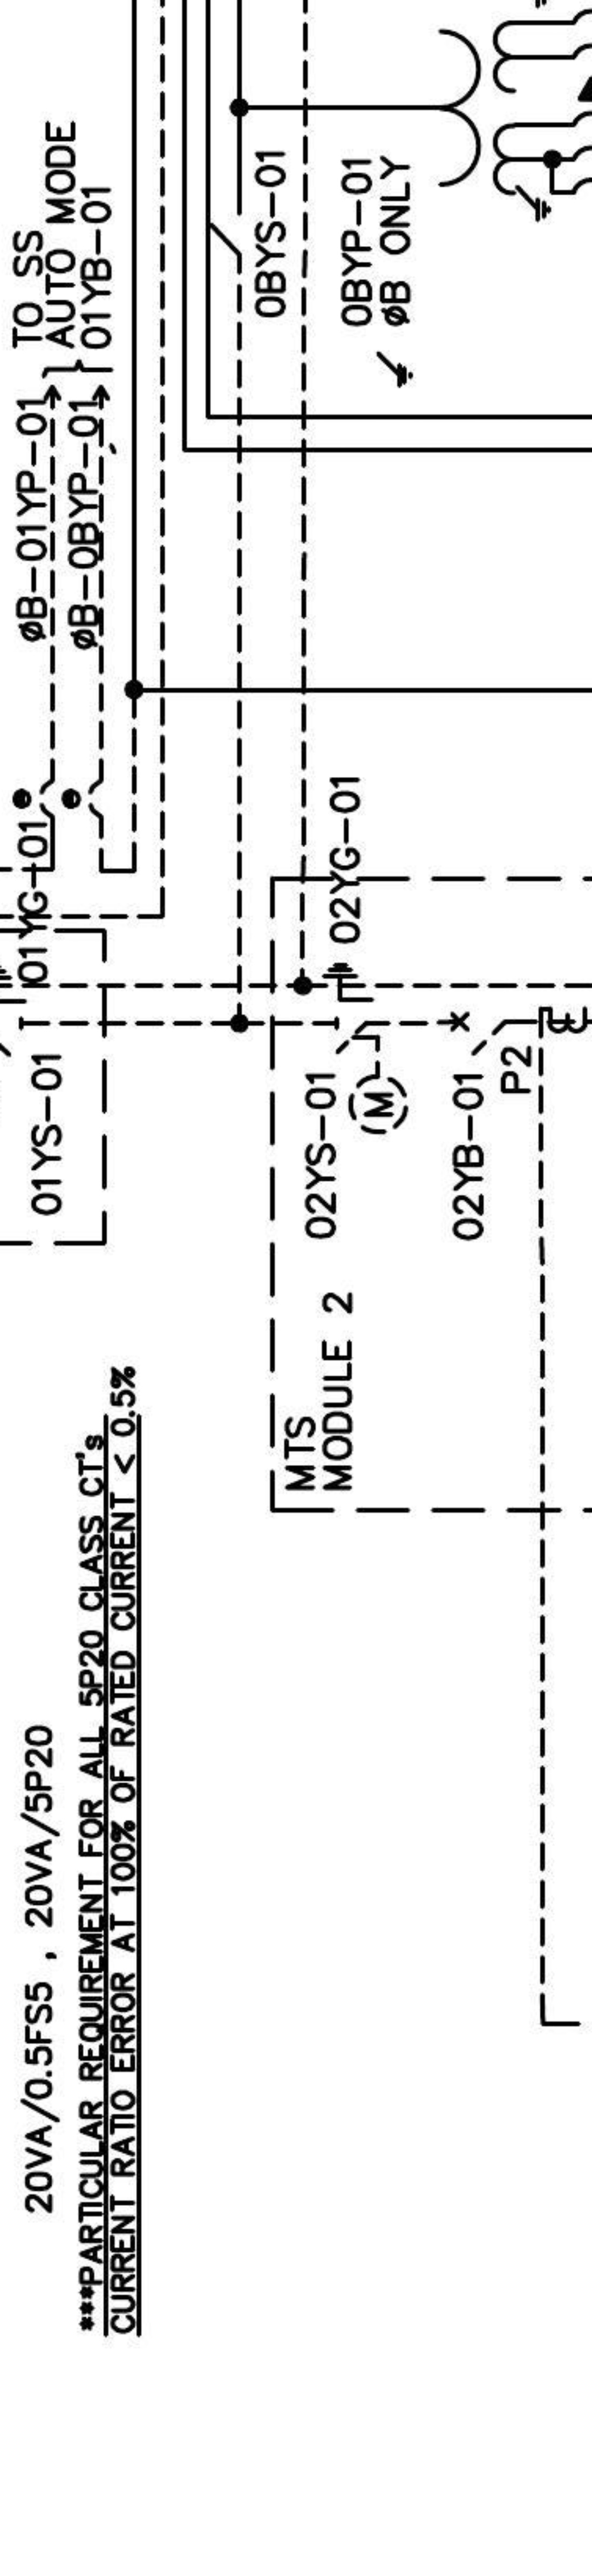 TO SS
AUTO MODE
01YB-01
øB-01YP-01
øB-0BYP-01
0BYS-01
0BYP-01
øB ONLY
01YG-01
02YG-01
01YS-01
02YS-01
M
02YB-01
P2
MTS
MODULE 2
20VA/0.5FS5 , 20VA/5P20
***PARTICULAR REQUIREMENT FOR ALL 5P20 CLASS CT's
CURRENT RATIO ERROR AT 100% OF RATED CURRENT < 0.5%